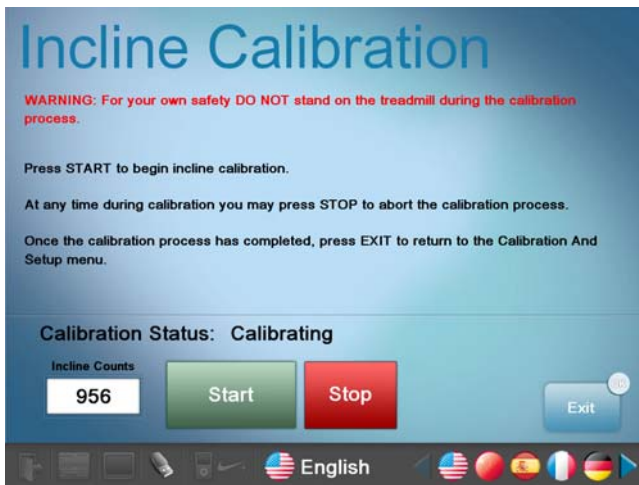 Incline Calibration
WARNING: For your own safety DO NOT stand on the treadmill during the calibration
process.
Press START to begin incline calibration.
At any time during calibration you may press STOP to abort the calibration process.
Once the calibration process has completed, press EXIT to return to the Calibration And
Setup menu.
Calibration Status: Calibrating
Incline Counts
956
Start
Stop
Exit
English